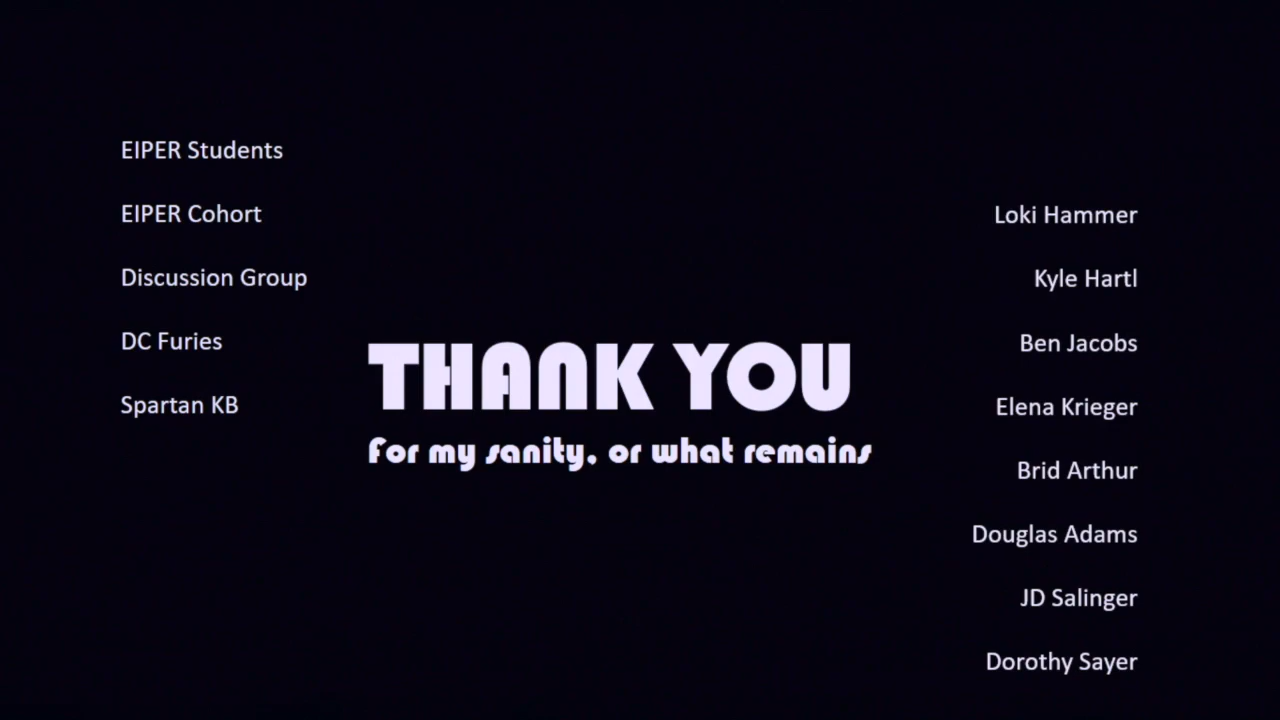 EIPER Students
EIPER Cohort
Discussion Group
DC Furies
Spartan KB
THANK YOU
For my sanity, or what remains
Loki Hammer
Kyle Hartl
Ben Jacobs
Elena Krieger
Brid Arthur
Douglas Adams
JD Salinger
Dorothy Sayer